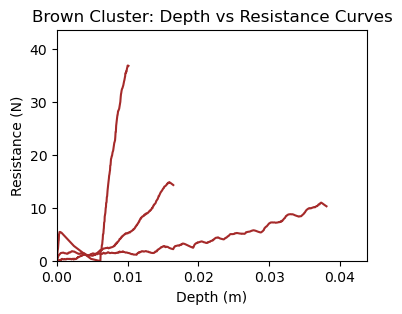 Brown Cluster: Depth vs Resistance Curves
Resistance (N)
40
30
20
10
0
0.00 0.01 0.02 0.03 0.04
Depth (m)